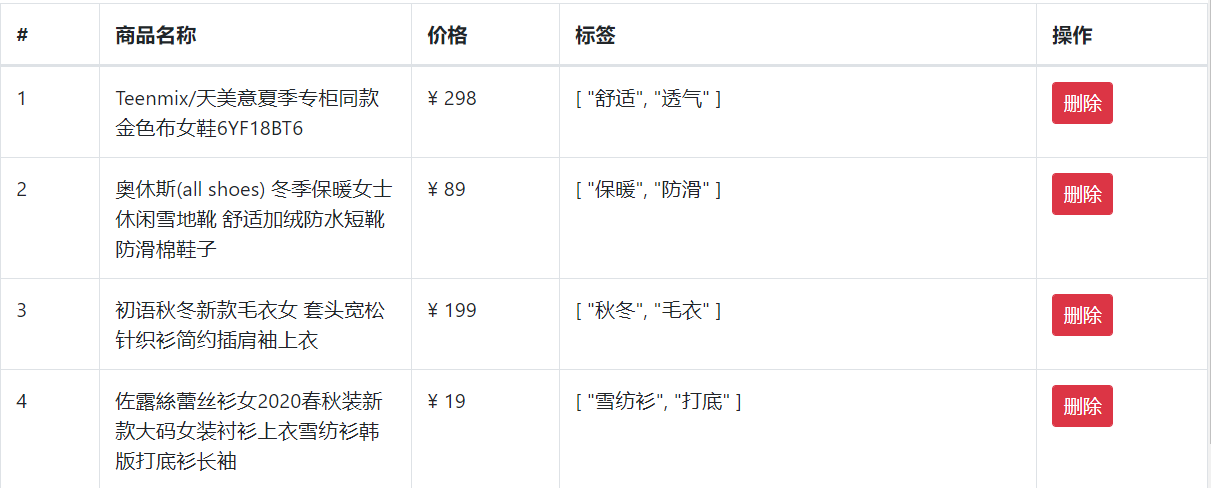 # 商品名称 价格 标签 操作
1 Teenmix/天美意夏季专柜同款 ¥ 298 [ "舒适", "透气" ] 删除
金色布女鞋6YF18BT6
2 奥休斯(all shoes) 冬季保暖女士 ¥ 89 [ "保暖", "防滑" ] 删除
休闲雪地靴 舒适加绒防水短靴
防滑棉鞋子
3 初语秋冬新款毛衣女 套头宽松 ¥ 199 [ "秋冬", "毛衣" ] 删除
针织衫简约插肩袖上衣
4 佐露絲蕾丝衫女2020春秋装新 ¥ 19 [ "雪纺衫", "打底" ] 删除
款大码女装衬衫上衣雪纺衫韩
版打底衫长袖